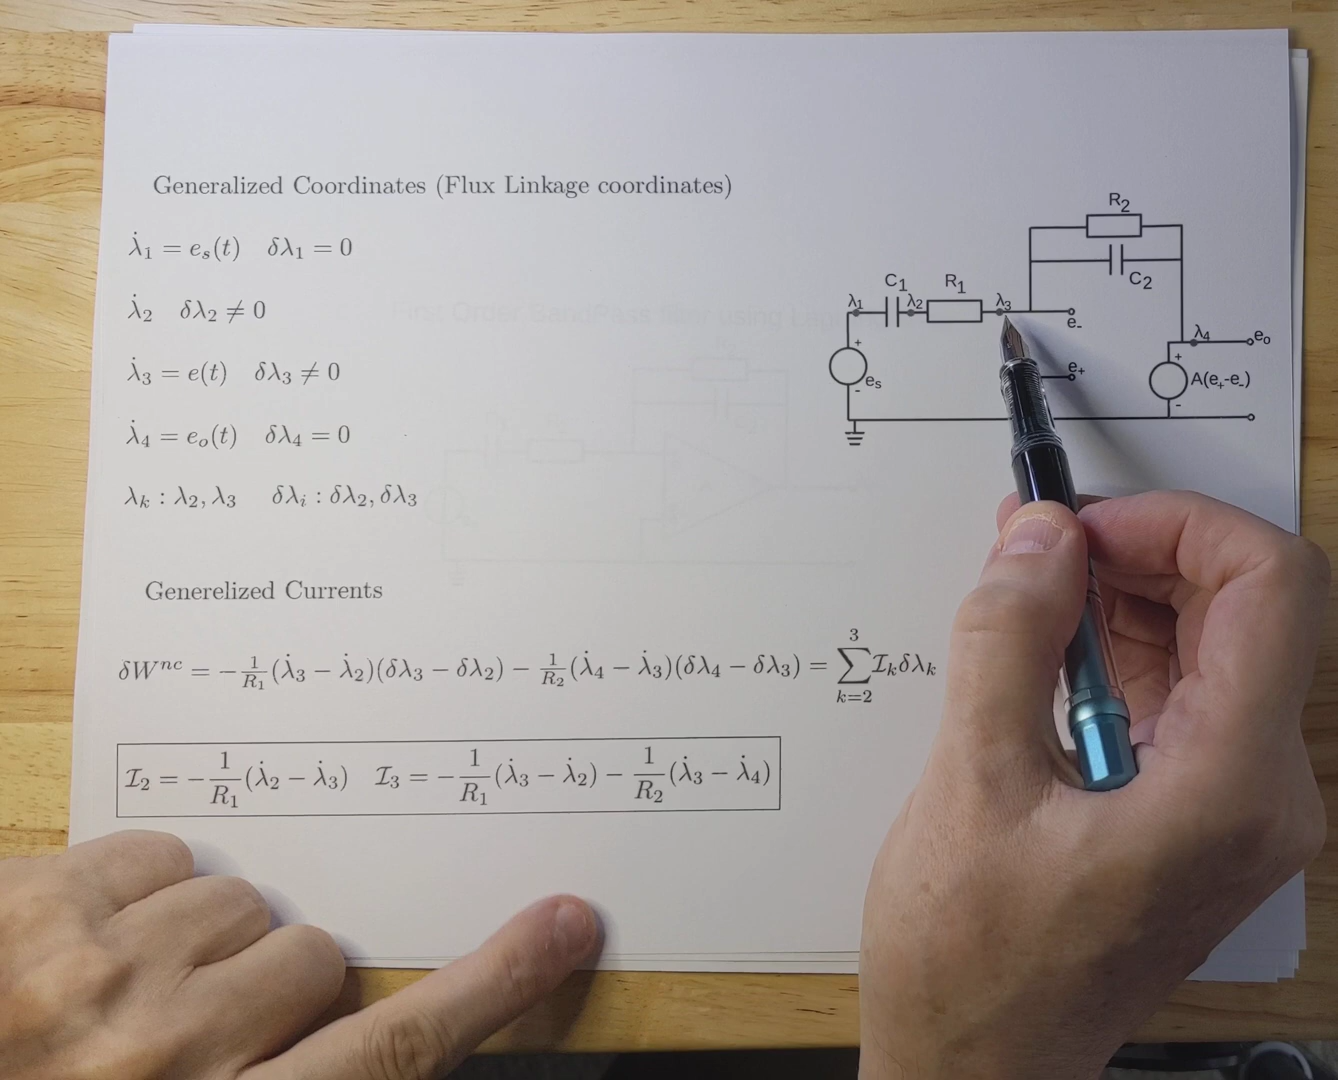 Generalized Coordinates (Flux Linkage coordinates)
λ̇₁ = eₛ(t) δλ₁ = 0
λ̇₂ δλ₂ ≠ 0
λ̇₃ = e(t) δλ₃ ≠ 0
λ̇₄ = eₒ(t) δλ₄ = 0
λₖ : λ₂, λ₃ δλᵢ : δλ₂, δλ₃
R₂
C₂
C₁
R₁
λ₁
λ₂
λ₃
e₋
λ₄
eₒ
+
eₛ
-
e₊
+
A(e₊-e₋)
-
Generelized Currents
δWⁿᶜ = −1/R₁(λ̇₃ − λ̇₂)(δλ₃ − δλ₂) − 1/R₂(λ̇₄ − λ̇₃)(δλ₄ − δλ₃) = ∑_{k=2}^{3} ℐₖδλₖ
ℐ₂ = −1/R₁(λ̇₂ − λ̇₃) ℐ₃ = −1/R₁(λ̇₃ − λ̇₂) − 1/R₂(λ̇₃ − λ̇₄)